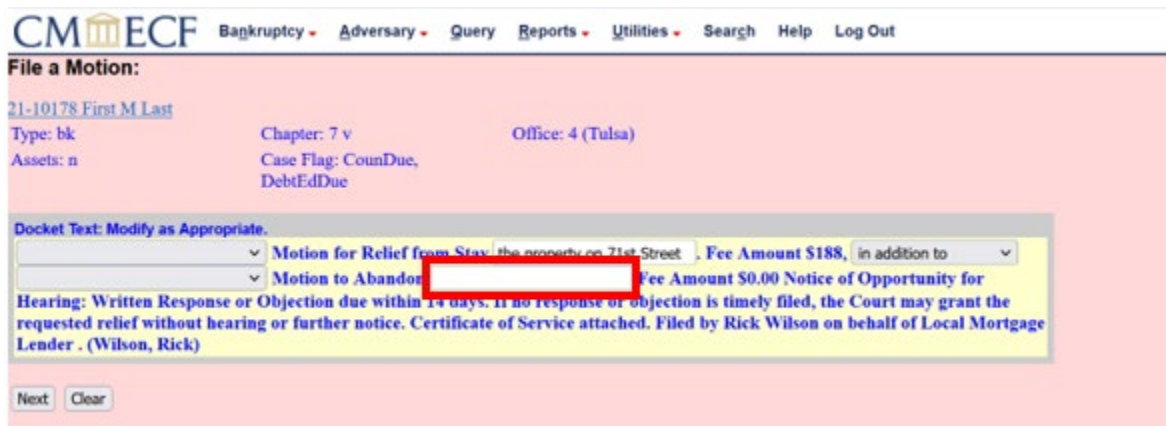 CM ECF Bankruptcy Adversary Query Reports Utilities Search Help Log Out
File a Motion:
21-10178 First M Last
Type: bk Chapter: 7 v Office: 4 (Tulsa)
Assets: n Case Flag: CounDue,
DebtEdDue
Docket Text: Modify as Appropriate.
Motion for Relief from Stay the property on 71st Street . Fee Amount $188, in addition to
Motion to Abandon Fee Amount $0.00 Notice of Opportunity for
Hearing: Written Response or Objection due within 14 days. If no response or objection is timely filed, the Court may grant the
requested relief without hearing or further notice. Certificate of Service attached. Filed by Rick Wilson on behalf of Local Mortgage
Lender . (Wilson, Rick)
Next Clear